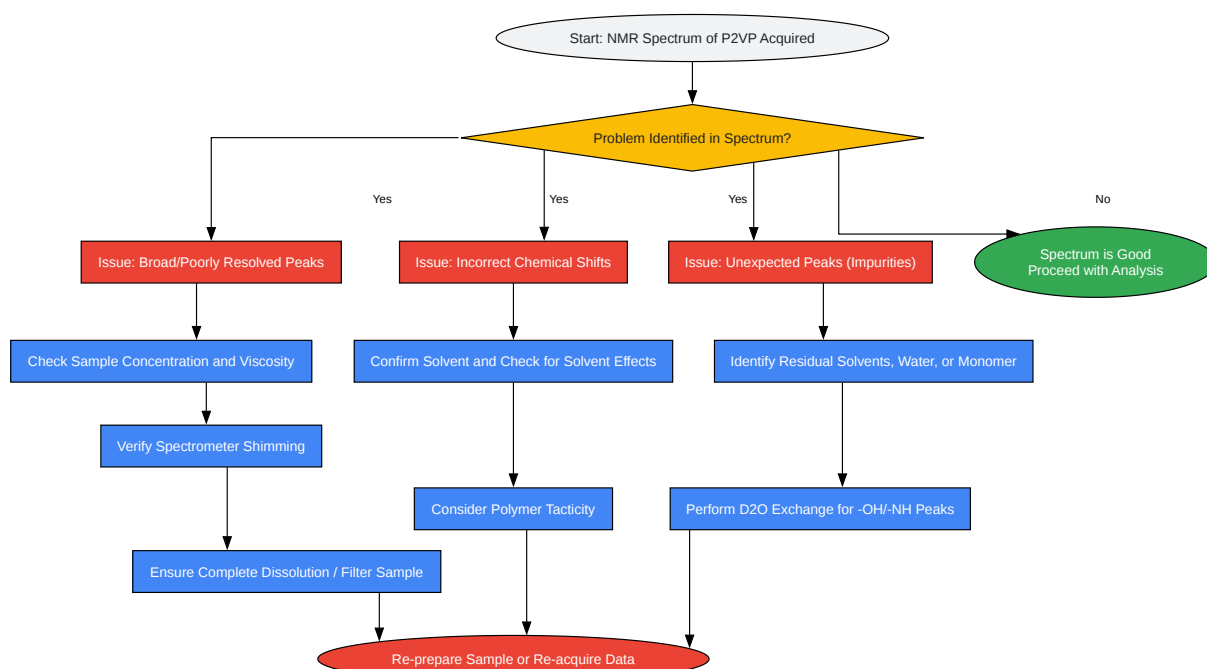 Start: NMR Spectrum of P2VP Acquired
Problem Identified in Spectrum?
Yes
Yes
Yes
No
Issue: Broad/Poorly Resolved Peaks
Issue: Incorrect Chemical Shifts
Issue: Unexpected Peaks (Impurities)
Spectrum is Good
Proceed with Analysis
Check Sample Concentration and Viscosity
Confirm Solvent and Check for Solvent Effects
Identify Residual Solvents, Water, or Monomer
Verify Spectrometer Shimming
Consider Polymer Tacticity
Perform D2O Exchange for -OH/-NH Peaks
Ensure Complete Dissolution / Filter Sample
Re-prepare Sample or Re-acquire Data